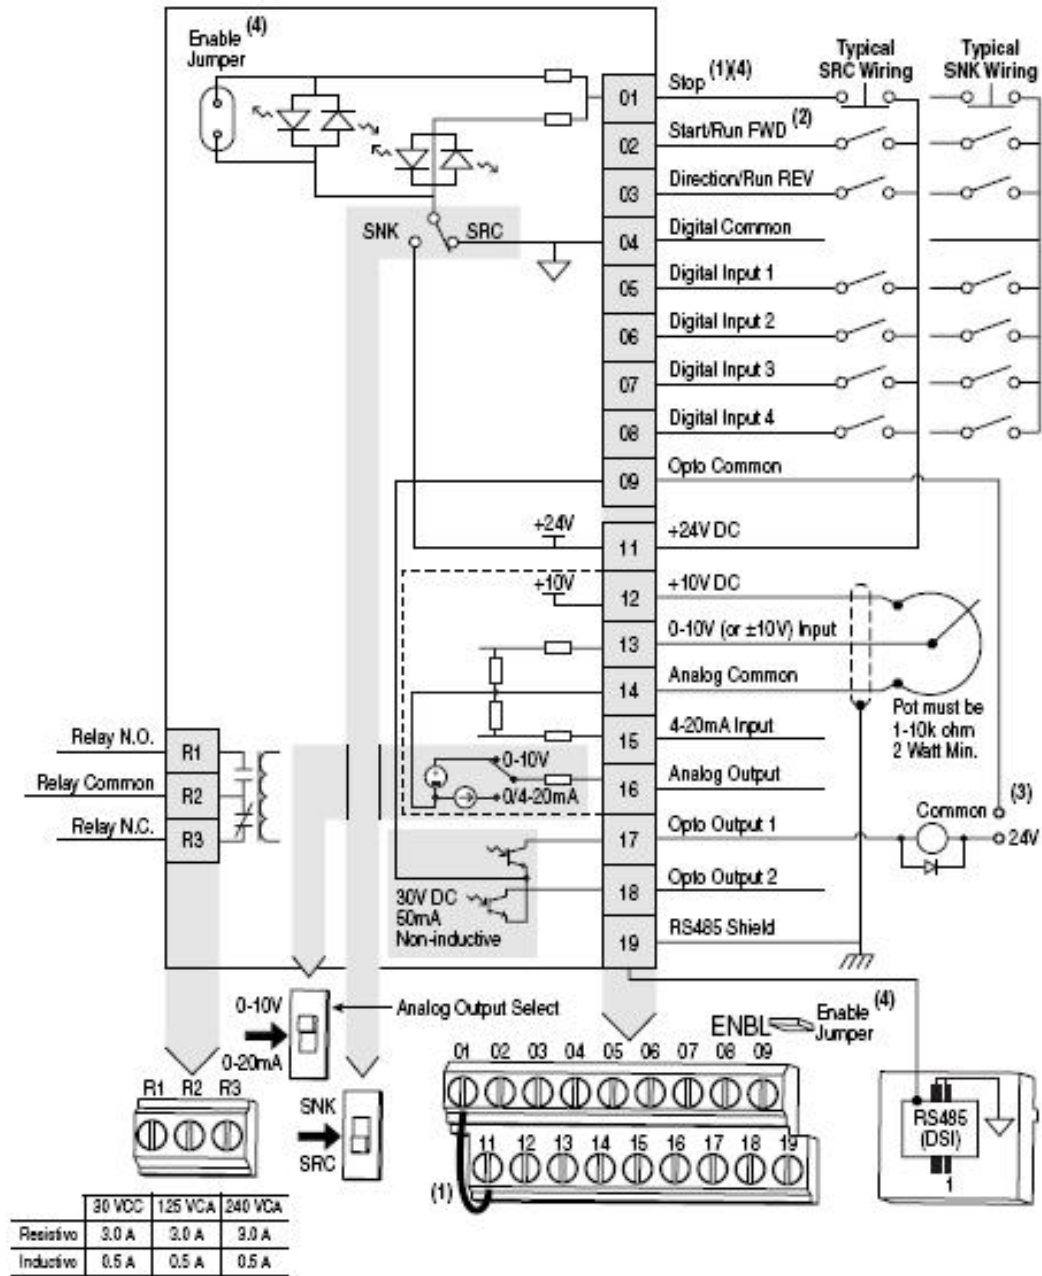 Enable (4)
Jumper
Typical
SRC Wiring
Typical
SNK Wiring
01
Stop (1)(4)
02
Start/Run FWD (2)
03
Direction/Run REV
SNK
SRC
04
Digital Common
05
Digital Input 1
06
Digital Input 2
07
Digital Input 3
08
Digital Input 4
09
Opto Common
+24V
11
+24V DC
+10V
12
+10V DC
13
0-10V (or ±10V) Input
14
Analog Common
Pot must be
1-10k ohm
2 Watt Min.
15
4-20mA Input
Relay N.O.
R1
Relay Common
R2
Relay N.C.
R3
0-10V
0/4-20mA
16
Analog Output
17
Opto Output 1
Common
(3)
24V
30V DC
50mA
Non-inductive
18
Opto Output 2
19
RS485 Shield
0-10V
0-20mA
Analog Output Select
ENBL
Enable (4)
Jumper
R1 R2 R3
SNK
SRC
01 02 03 04 05 06 07 08 09
11 12 13 14 15 16 17 18 19
(1)
RS485
(DSI)
1
30 VCC 125 VCA 240 VCA
Resistivo 3.0 A 3.0 A 3.0 A
Inductivo 0.5 A 0.5 A 0.5 A